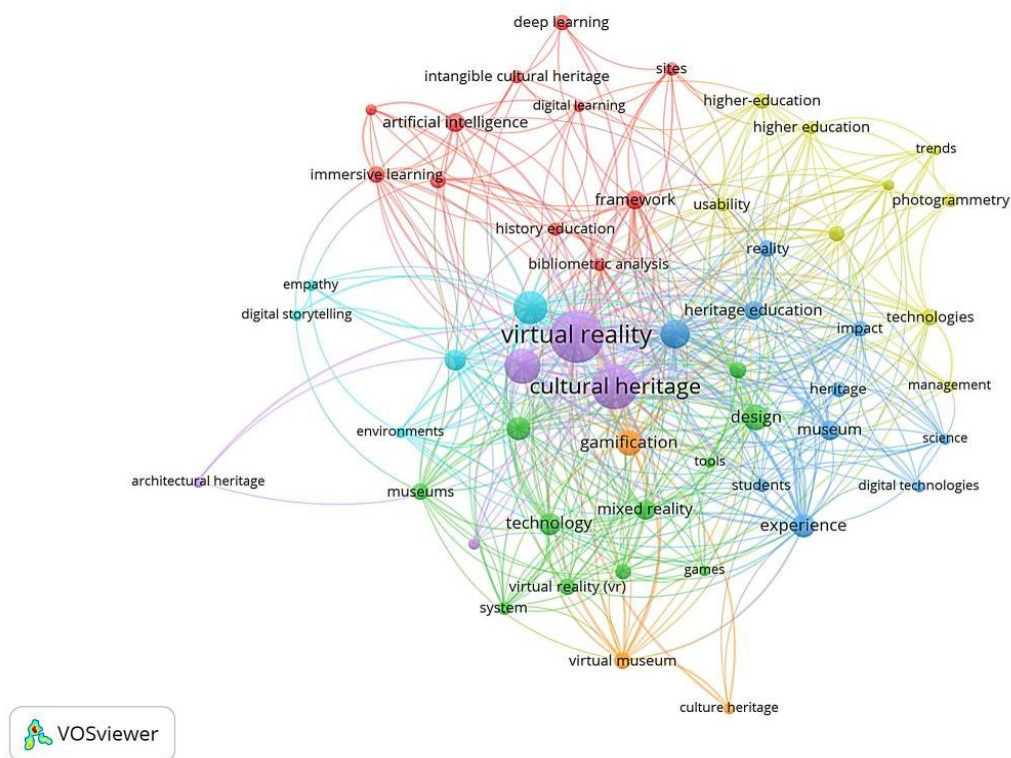 deep learning
sites
intangible cultural heritage
digital learning
higher-education
artificial intelligence
higher education
trends
immersive learning
framework
usability
photogrammetry
history education
reality
bibliometric analysis
empathy
digital storytelling
heritage education
technologies
impact
virtual reality
cultural heritage
heritage
management
design
environments
gamification
museum
science
tools
architectural heritage
museums
students
digital technologies
mixed reality
technology
experience
games
virtual reality (vr)
system
virtual museum
culture heritage
VOSviewer